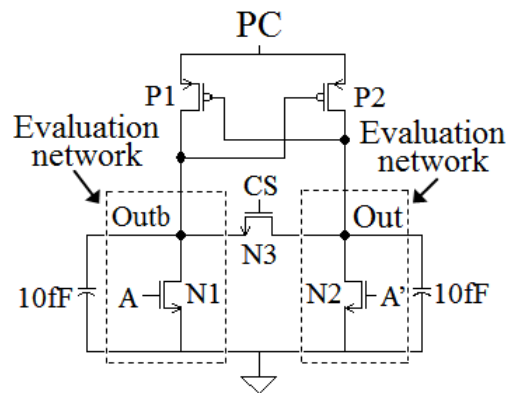 PC
P1
P2
Evaluation
network
Evaluation
network
CS
Outb
Out
N3
10fF
A
N1
N2
A'
10fF